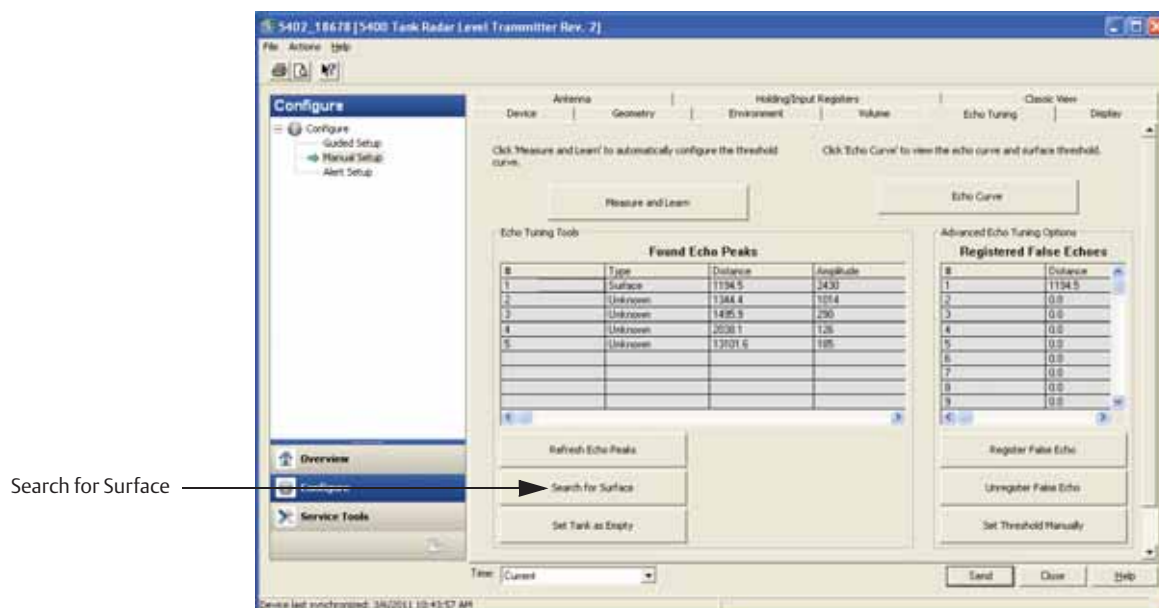 5402_18678 [5400 Tank Radar Level Transmitter Rev. 2]
File Actions Help
Configure
Configure
Guided Setup
Manual Setup
Alert Setup
Overview
Configure
Service Tools
Antenna Holding/Input Registers Classic View
Device Geometry Environment Volume Echo Tuning Display
Click 'Measure and Learn' to automatically configure the threshold
curve.
Click 'Echo Curve' to view the echo curve and surface threshold.
Measure and Learn
Echo Curve
Echo Tuning Tools
Found Echo Peaks
# Type Distance Amplitude
1 Surface 1194.5 2430
2 Unknown 1344.4 1014
3 Unknown 1495.9 290
4 Unknown 2038.1 126
5 Unknown 13101.6 185
Refresh Echo Peaks
Search for Surface
Set Tank as Empty
Advanced Echo Tuning Options
Registered False Echoes
# Distance
1 1194.5
2 0.0
3 0.0
4 0.0
5 0.0
6 0.0
7 0.0
8 0.0
9 0.0
Register False Echo
Unregister False Echo
Set Threshold Manually
Search for Surface
Time: Current
Send Close Help
Device last synchronized: 3/6/2011 10:43:57 AM